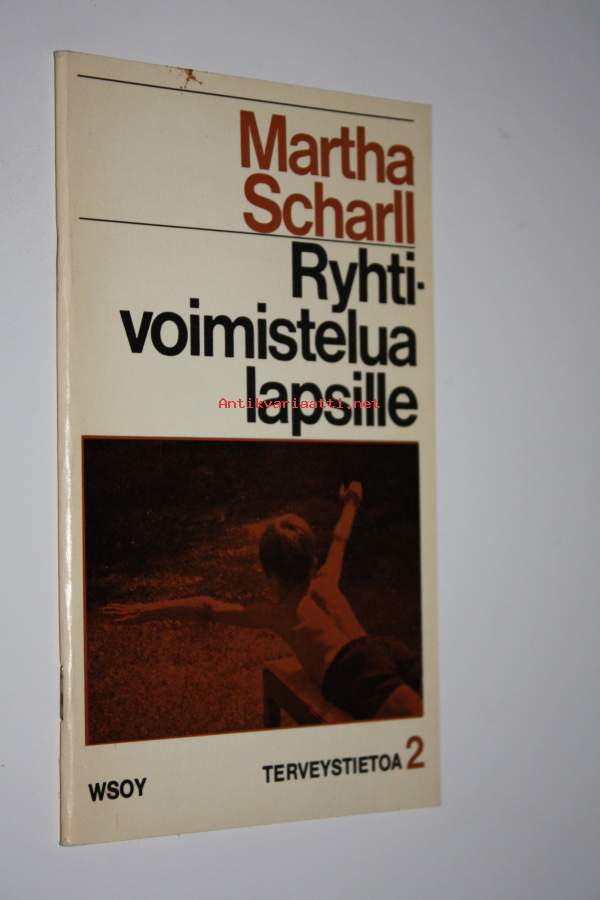 Martha
Scharll
Ryhti-
voimistelua
lapsille
Antikvariaatti.net
WSOY
TERVEYSTIETOA 2